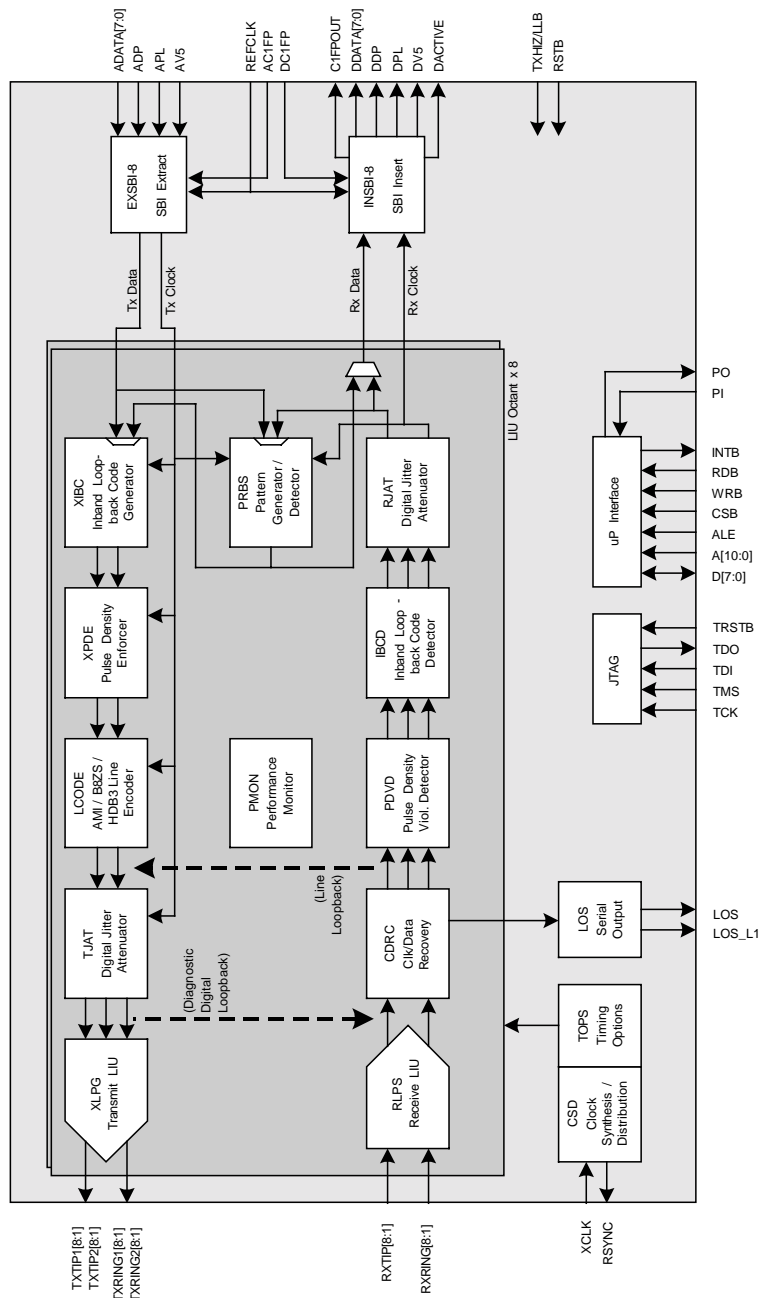 ADATA[7:0]
ADP
APL
AV5
REFCLK
AC1FP
DC1FP
C1FPOUT
DDATA[7:0]
DDP
DPL
DV5
DACTIVE
TXHIZ/LLB
RSTB
EXSBI-8
SBI Extract
INSBI-8
SBI Insert
Tx Data
Tx Clock
Rx Data
Rx Clock
LIU Octant x 8
XIBC
Inband Loop-
back Code
Generator
PRBS
Pattern
Generator /
Detector
RJAT
Digital Jitter
Attenuator
XPDE
Pulse Density
Enforcer
IBCD
Inband Loop -
back Code
Detector
LCODE
AMI / B8ZS /
HDB3 Line
Encoder
PMON
Performance
Monitor
PDVD
Pulse Density
Viol. Detector
TJAT
Digital Jitter
Attenuator
(Line
Loopback)
CDRC
Clk/Data
Recovery
(Diagnostic
Digital
Loopback)
XLPG
Transmit LIU
RLPS
Receive LIU
uP Interface
PO
PI
INTB
RDB
WRB
CSB
ALE
A[10:0]
D[7:0]
JTAG
TRSTB
TDO
TDI
TMS
TCK
LOS
Serial
Output
LOS
LOS_L1
TOPS
Timing
Options
CSD
Clock
Synthesis /
Distribution
TXTIP1[8:1]
TXTIP2[8:1]
TXRING1[8:1]
TXRING2[8:1]
RXTIP[8:1]
RXRING[8:1]
XCLK
RSYNC